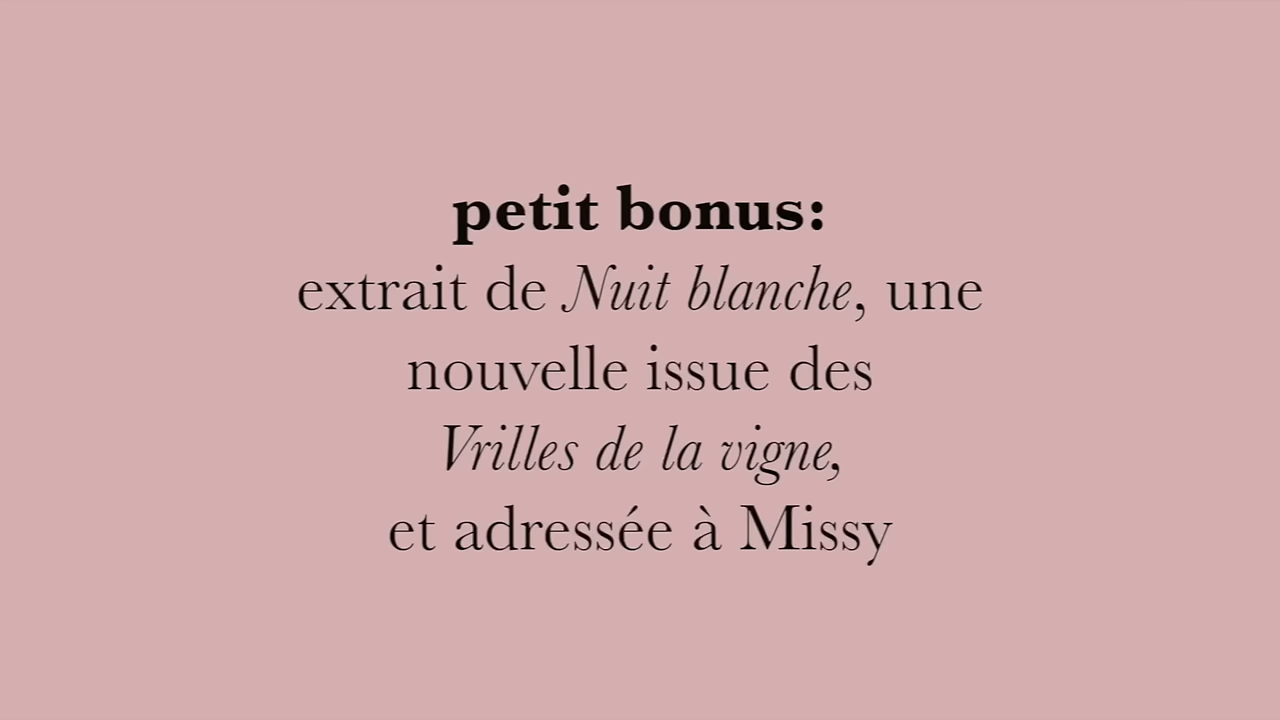 petit bonus:
extrait de Nuit blanche, une
nouvelle issue des
Vrilles de la vigne,
et adressée à Missy